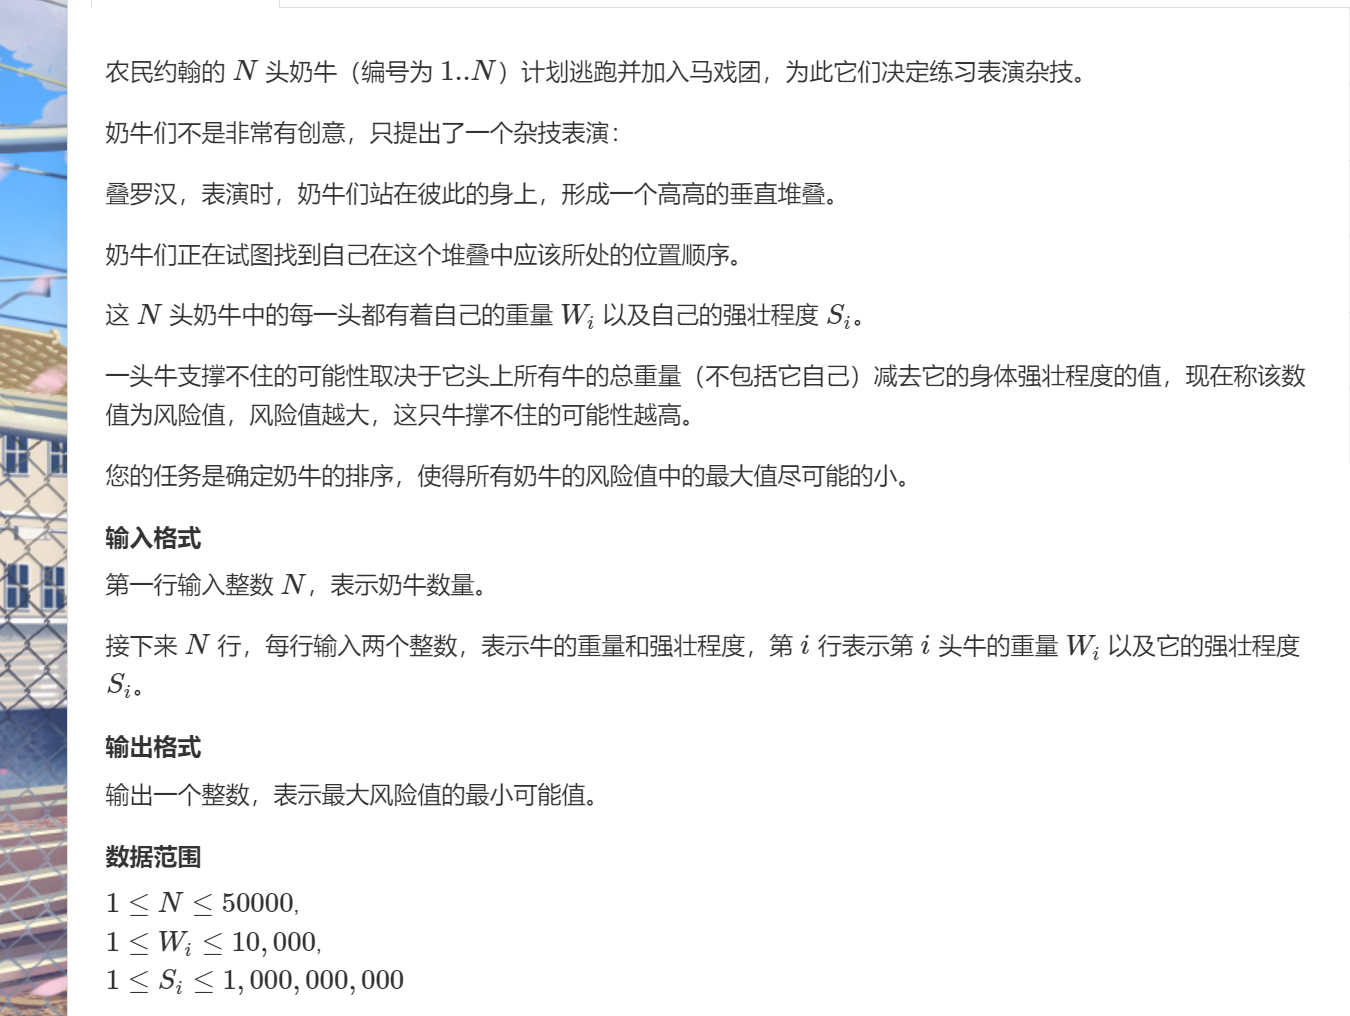 农民约翰的 N 头奶牛（编号为 1..N）计划逃跑并加入马戏团，为此它们决定练习表演杂技。
奶牛们不是非常有创意，只提出了一个杂技表演：
叠罗汉，表演时，奶牛们站在彼此的身上，形成一个高高的垂直堆叠。
奶牛们正在试图找到自己在这个堆叠中应该所处的位置顺序。
这 N 头奶牛中的每一头都有着自己的重量 Wᵢ 以及自己的强壮程度 Sᵢ。
一头牛支撑不住的可能性取决于它头上所有牛的总重量（不包括它自己）减去它的身体强壮程度的值，现在称该数
值为风险值，风险值越大，这只牛撑不住的可能性越高。
您的任务是确定奶牛的排序，使得所有奶牛的风险值中的最大值尽可能的小。
输入格式
第一行输入整数 N，表示奶牛数量。
接下来 N 行，每行输入两个整数，表示牛的重量和强壮程度，第 i 行表示第 i 头牛的重量 Wᵢ 以及它的强壮程度
Sᵢ。
输出格式
输出一个整数，表示最大风险值的最小可能值。
数据范围
1 ≤ N ≤ 50000,
1 ≤ Wᵢ ≤ 10,000,
1 ≤ Sᵢ ≤ 1,000,000,000